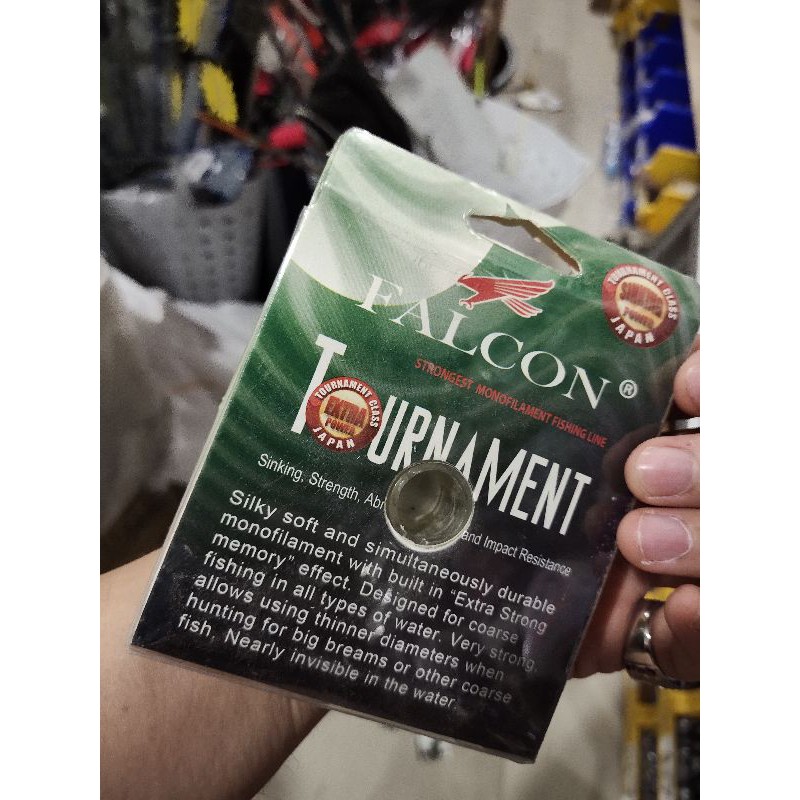 TOURNAMENT CLASS
POWER
JAPAN
FALCON®
STRONGEST MONOFILAMENT FISHING LINE
TOURNAMENT
TOURNAMENT CLASS
EXTRA
POWER
JAPAN
Sinking, Strength, and Impact Resistance
Silky soft and simultaneously durable
monofilament with built in "Extra Strong
memory" effect. Designed for coarse
fishing in all types of water. Very strong,
allows using thinner diameters when
hunting for big breams or other coarse
fish, Nearly invisible in the water.